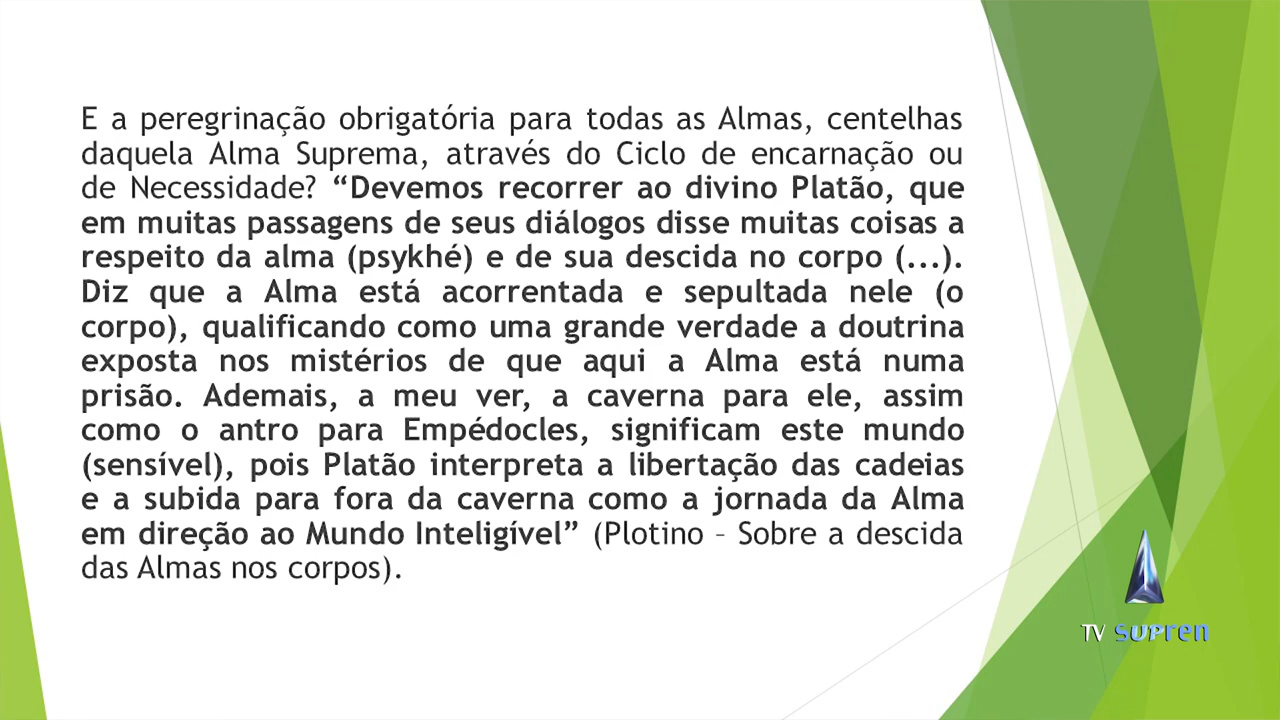 E a peregrinação obrigatória para todas as Almas, centelhas
daquela Alma Suprema, através do Ciclo de encarnação ou
de Necessidade? “Devemos recorrer ao divino Platão, que
em muitas passagens de seus diálogos disse muitas coisas a
respeito da alma (psykhé) e de sua descida no corpo (...).
Diz que a Alma está acorrentada e sepultada nele (o
corpo), qualificando como uma grande verdade a doutrina
exposta nos mistérios de que aqui a Alma está numa
prisão. Ademais, a meu ver, a caverna para ele, assim
como o antro para Empédocles, significam este mundo
(sensível), pois Platão interpreta a libertação das cadeias
e a subida para fora da caverna como a jornada da Alma
em direção ao Mundo Inteligível” (Plotino – Sobre a descida
das Almas nos corpos).
TV SUPren